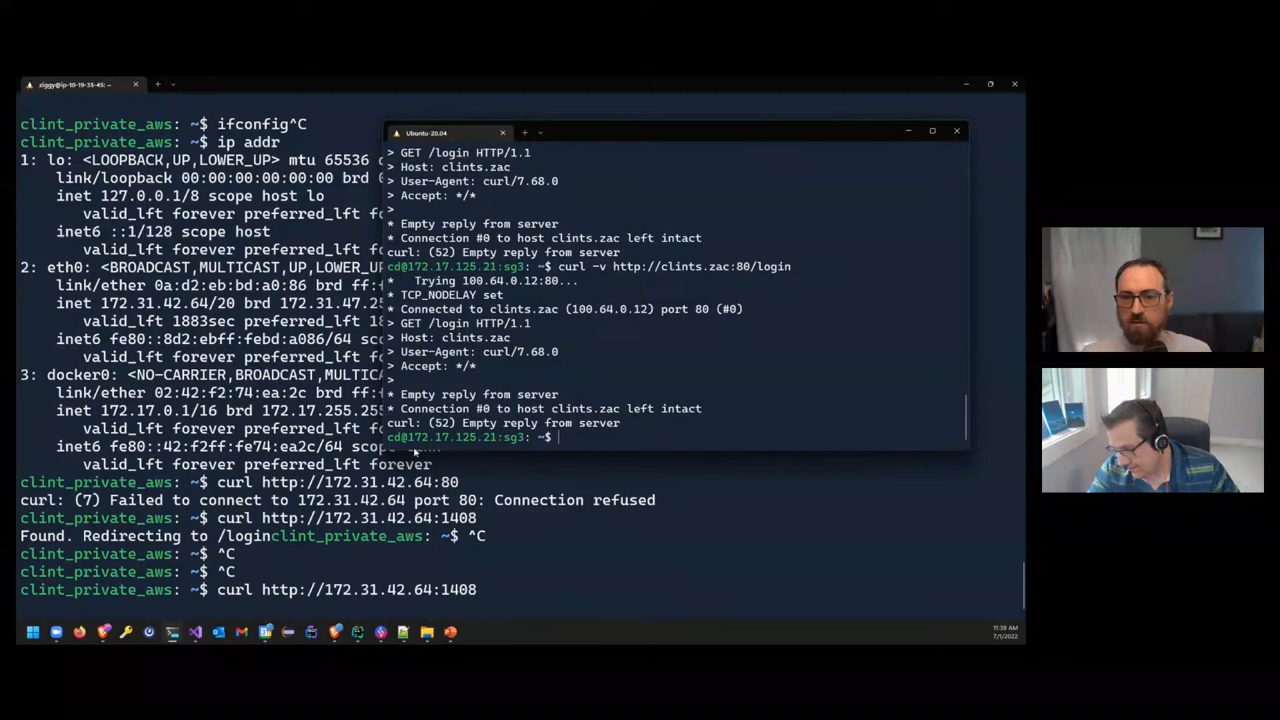 ziggy@ip-10-19-35-45: ~
clint_private_aws: ~$ ifconfig^C
clint_private_aws: ~$ ip addr
1: lo: <LOOPBACK,UP,LOWER_UP> mtu 65536
link/loopback 00:00:00:00:00:00 brd
inet 127.0.0.1/8 scope host lo
valid_lft forever preferred_lft
inet6 ::1/128 scope host
valid_lft forever preferred_lft
2: eth0: <BROADCAST,MULTICAST,UP,LOWER_UP>
link/ether 0a:d2:eb:bd:a0:86 brd
inet 172.31.42.64/20 brd 172.31.47.25
valid_lft 1883sec preferred_lft
inet6 fe80::8d2:ebff:febd:a086/64
valid_lft forever preferred_lft
3: docker0: <NO-CARRIER,BROADCAST,MULTICA
link/ether 02:42:f2:74:ea:2c brd ff:
inet 172.17.0.1/16 brd 172.17.255.25
inet6 fe80::42:f2ff:fe74:ea2c/64
valid_lft forever preferred_lft forever
clint_private_aws: ~$ curl http://172.31.42.64:80
curl: (7) Failed to connect to 172.31.42.64 port 80: Connection refused
clint_private_aws: ~$ curl http://172.31.42.64:1408
Found. Redirecting to /loginclint_private_aws: ~$ ^C
clint_private_aws: ~$ ^C
clint_private_aws: ~$ ^C
clint_private_aws: ~$ curl http://172.31.42.64:1408
Ubuntu-20.04
> GET /login HTTP/1.1
> Host: clints.zac
> User-Agent: curl/7.68.0
> Accept: */*
>
* Empty reply from server
* Connection #0 to host clints.zac left intact
curl: (52) Empty reply from server
cd@172.17.125.21:sg3: ~$ curl -v http://clints.zac:80/login
* Trying 100.64.0.12:80...
* TCP_NODELAY set
* Connected to clints.zac (100.64.0.12) port 80 (#0)
> GET /login HTTP/1.1
> Host: clints.zac
> User-Agent: curl/7.68.0
> Accept: */*
>
* Empty reply from server
* Connection #0 to host clints.zac left intact
curl: (52) Empty reply from server
cd@172.17.125.21:sg3: ~$
11:39 AM
7/1/2022